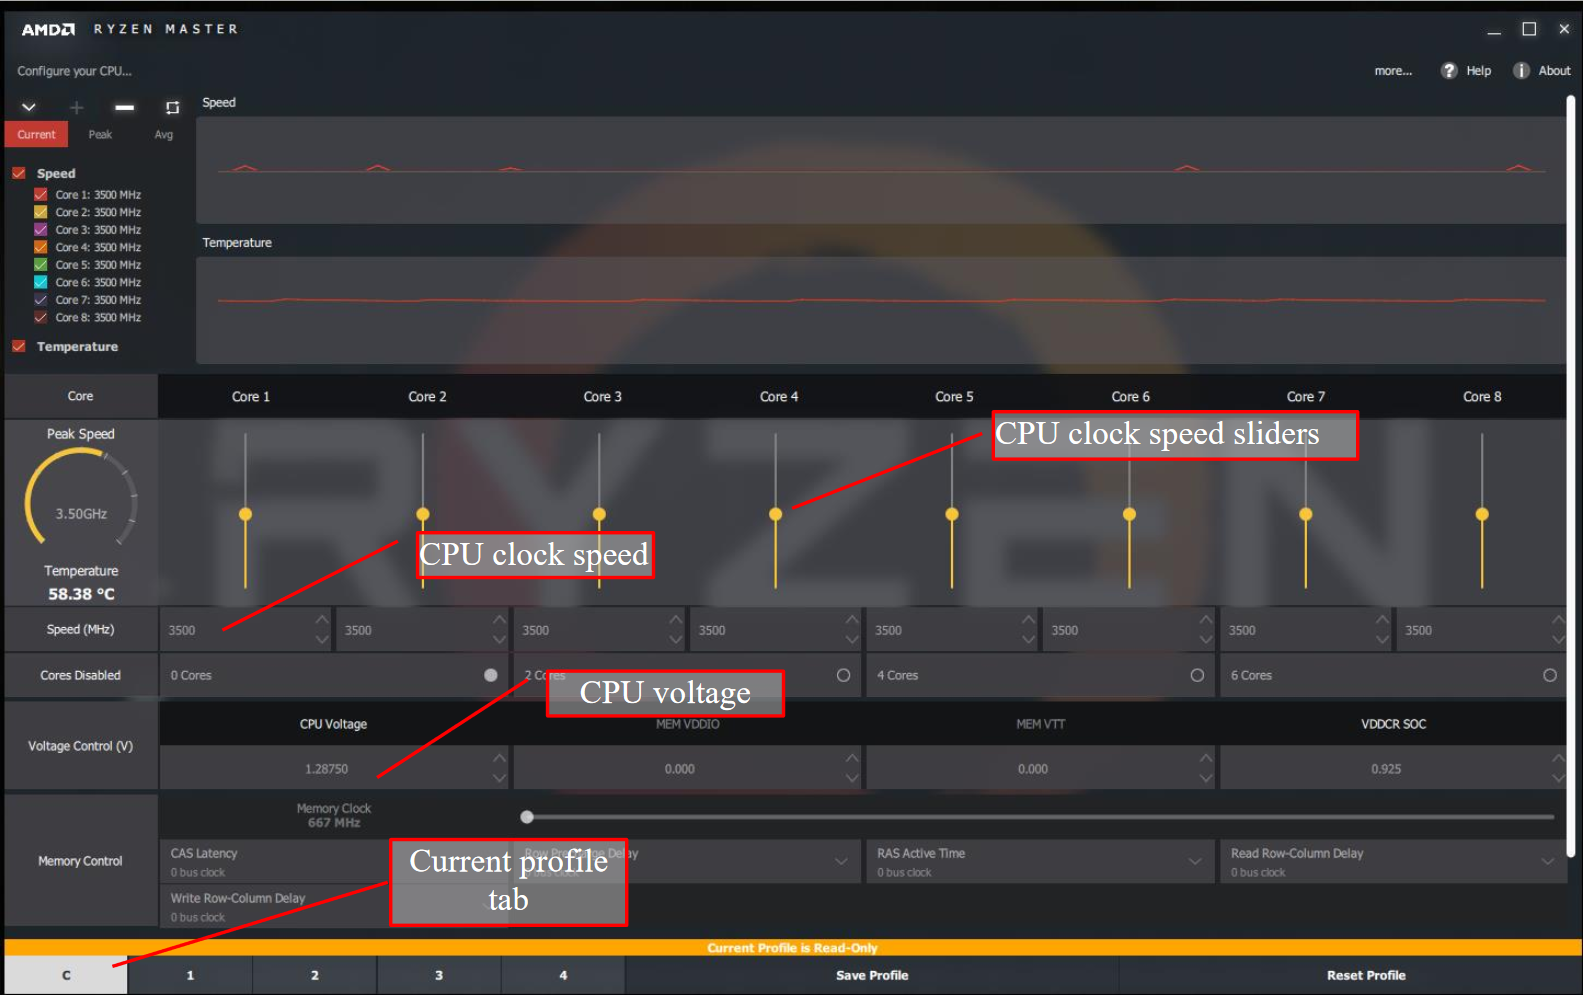 AMD RYZEN MASTER
Configure your CPU...
more... ? Help i About
Speed
Current Peak Avg
Speed
Core 1: 3500 MHz
Core 2: 3500 MHz
Core 3: 3500 MHz
Core 4: 3500 MHz
Core 5: 3500 MHz
Core 6: 3500 MHz
Core 7: 3500 MHz
Core 8: 3500 MHz
Temperature
Temperature
Core Core 1 Core 2 Core 3 Core 4 Core 5 Core 6 Core 7 Core 8
RYZEN
Peak Speed
3.50GHz
Temperature
58.38 °C
CPU clock speed sliders
CPU clock speed
Speed (MHz) 3500 3500 3500 3500 3500 3500 3500 3500
Cores Disabled 0 Cores 2 Cores 4 Cores 6 Cores
CPU voltage
Voltage Control (V)
CPU Voltage MEM VDDIO MEM VTT VDDCR SOC
1.28750 0.000 0.000 0.925
Memory Control
Memory Clock
667 MHz
CAS Latency Row Precharge Delay RAS Active Time Read Row-Column Delay
0 bus clock 0 bus clock 0 bus clock 0 bus clock
Write Row-Column Delay
0 bus clock
Current profile
tab
Current Profile is Read-Only
C 1 2 3 4 Save Profile Reset Profile